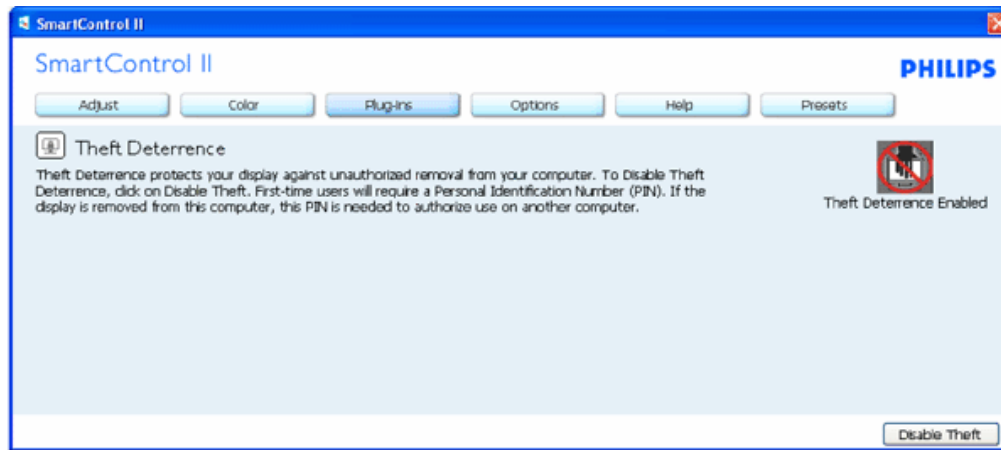 SmartControl II
SmartControl II
PHILIPS
Adjust
Color
Plug-Ins
Options
Help
Presets
Theft Deterrence
Theft Deterrence protects your display against unauthorized removal from your computer. To Disable Theft
Deterrence, click on Disable Theft. First-time users will require a Personal Identification Number (PIN). If the
display is removed from this computer, this PIN is needed to authorize use on another computer.
Theft Deterrence Enabled
Disable Theft